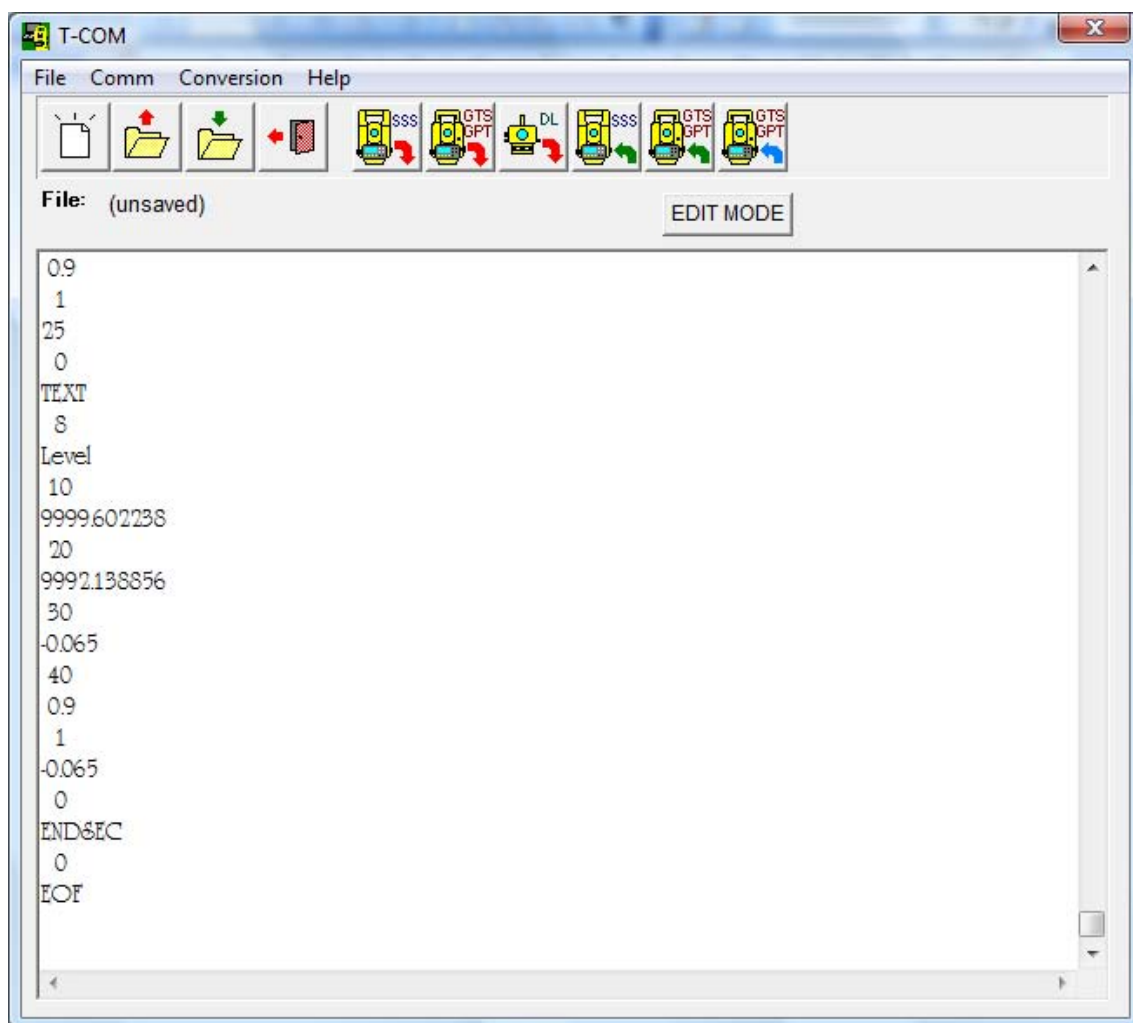 T-COM
File Comm Conversion Help
SSS GTS GPT DL SSS GTS GPT GTS GPT
File: (unsaved)
EDIT MODE
0.9
1
25
0
TEXT
8
Level
10
9999.602238
20
9992.138856
30
-0.065
40
0.9
1
-0.065
0
ENDSEC
0
EOF